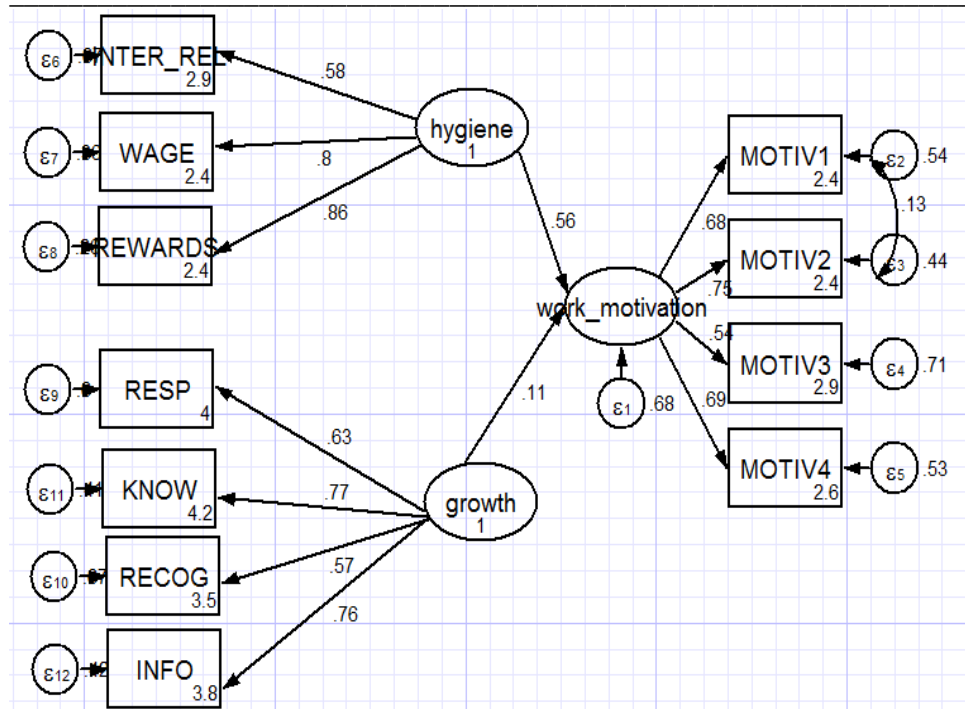 ε6
INTER_REL
2.9
.58
ε7
WAGE
2.4
.8
ε8
REWARDS
2.4
.86
hygiene
1
.56
ε9
RESP
4
.63
ε11
KNOW
4.2
.77
ε10
RECOG
3.5
.57
ε12
INFO
3.8
.76
growth
1
.11
work_motivation
ε1
.68
MOTIV1
2.4
.68
ε2
.54
.13
MOTIV2
2.4
.75
ε3
.44
MOTIV3
2.9
.54
ε4
.71
MOTIV4
2.6
.69
ε5
.53